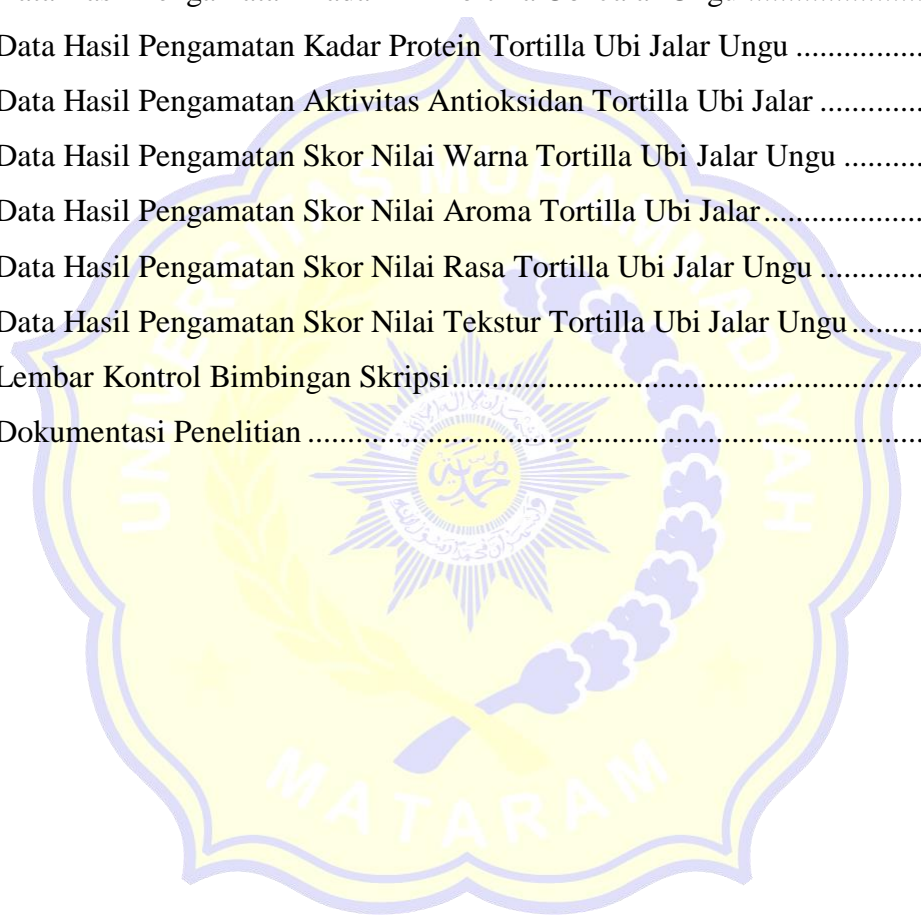 Data Hasil Pengamatan Kadar Protein Tortilla Ubi Jalar Ungu ................
Data Hasil Pengamatan Aktivitas Antioksidan Tortilla Ubi Jalar .............
Data Hasil Pengamatan Skor Nilai Warna Tortilla Ubi Jalar Ungu ..........
Data Hasil Pengamatan Skor Nilai Aroma Tortilla Ubi Jalar....................
Data Hasil Pengamatan Skor Nilai Rasa Tortilla Ubi Jalar Ungu .............
Data Hasil Pengamatan Skor Nilai Tekstur Tortilla Ubi Jalar Ungu.........
Lembar Kontrol Bimbingan Skripsi............................................................
Dokumentasi Penelitian ..............................................................................
UNIVERSITAS MUHAMMADIYAH
MATARAM